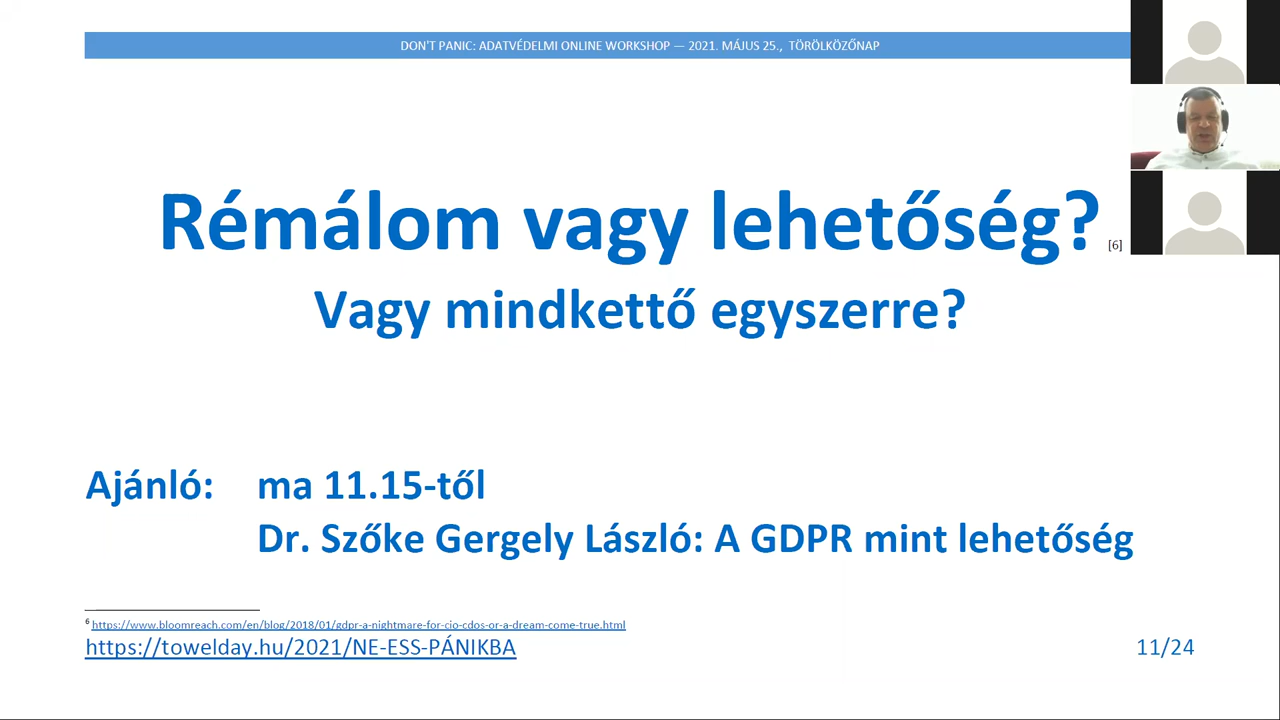 DON'T PANIC: ADATVÉDELMI ONLINE WORKSHOP — 2021. MÁJUS 25., TÖRÖLKÖZŐNAP
Rémálom vagy lehetőség? [6]
Vagy mindkettő egyszerre?
Ajánló: ma 11.15-től
Dr. Szőke Gergely László: A GDPR mint lehetőség
6 https://www.bloomreach.com/en/blog/2018/01/gdpr-a-nightmare-for-cio-cdos-or-a-dream-come-true.html
https://towelday.hu/2021/NE-ESS-PÁNIKBA 11/24